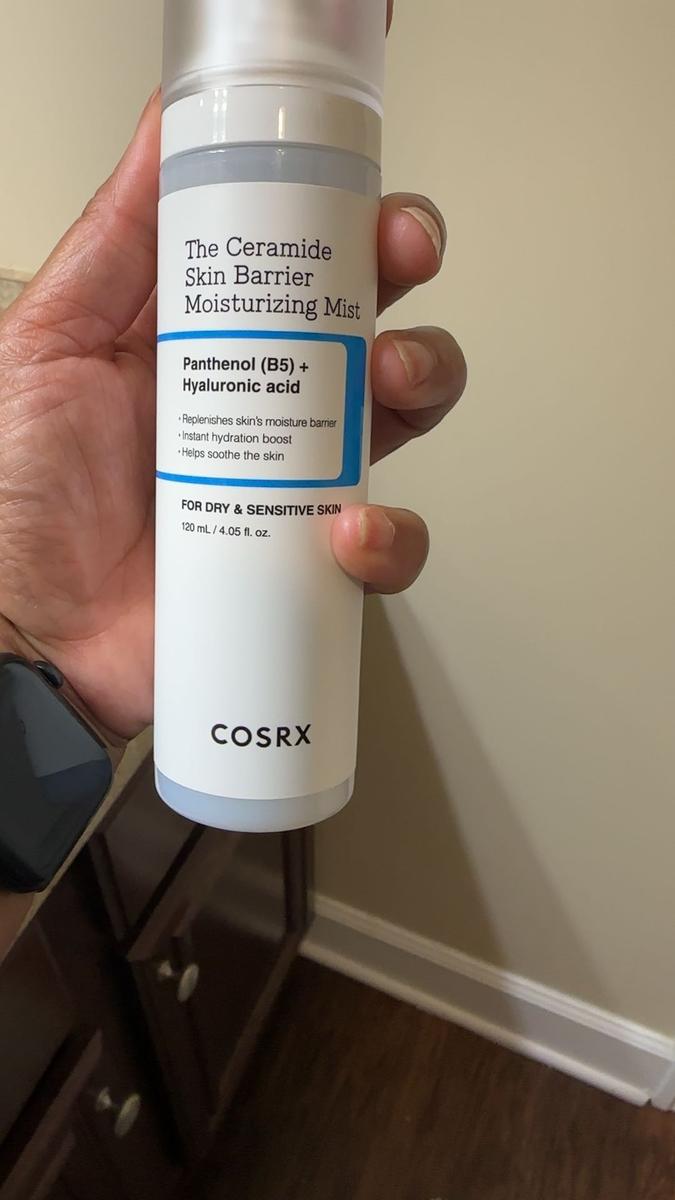 The Ceramide
Skin Barrier
Moisturizing Mist
Panthenol (B5) +
Hyaluronic acid
• Replenishes skin's moisture barrier
• Instant hydration boost
• Helps soothe the skin
FOR DRY & SENSITIVE SKIN
120 mL / 4.05 fl. oz.
COSRX